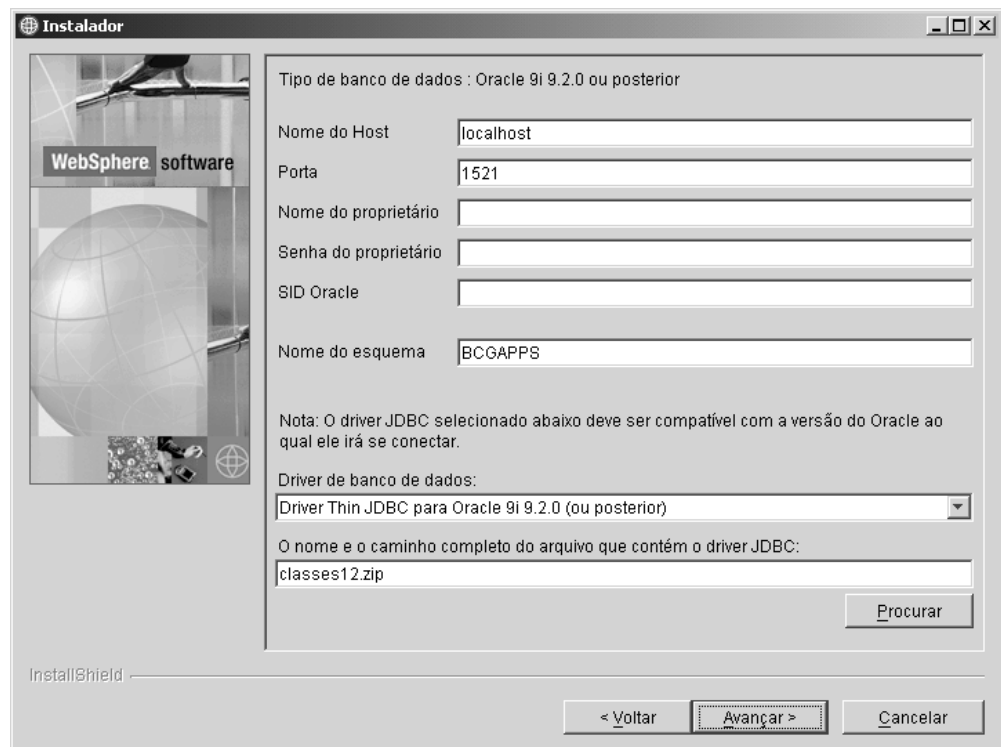 Instalador
WebSphere software
Tipo de banco de dados : Oracle 9i 9.2.0 ou posterior
Nome do Host localhost
Porta 1521
Nome do proprietário
Senha do proprietário
SID Oracle
Nome do esquema BCGAPPS
Nota: O driver JDBC selecionado abaixo deve ser compatível com a versão do Oracle ao
qual ele irá se conectar.
Driver de banco de dados:
Driver Thin JDBC para Oracle 9i 9.2.0 (ou posterior)
O nome e o caminho completo do arquivo que contém o driver JDBC:
classes12.zip
Procurar
InstallShield
< Voltar Avançar > Cancelar